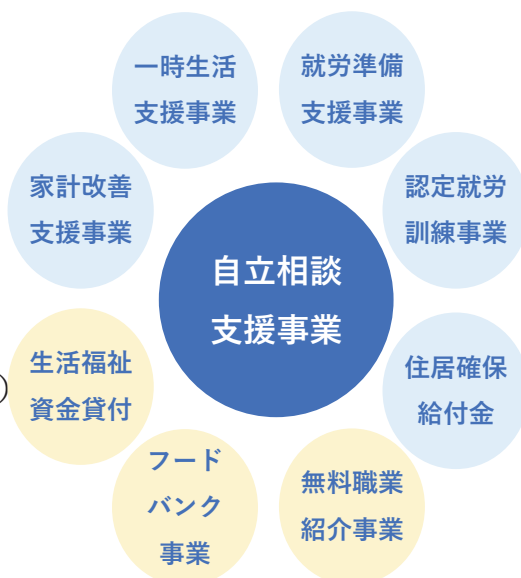 一時生活
支援事業
就労準備
支援事業
家計改善
支援事業
認定就労
訓練事業
自立相談
支援事業
生活福祉
資金貸付
)
住居確保
給付金
フード
バンク
事業
無料職業
紹介事業